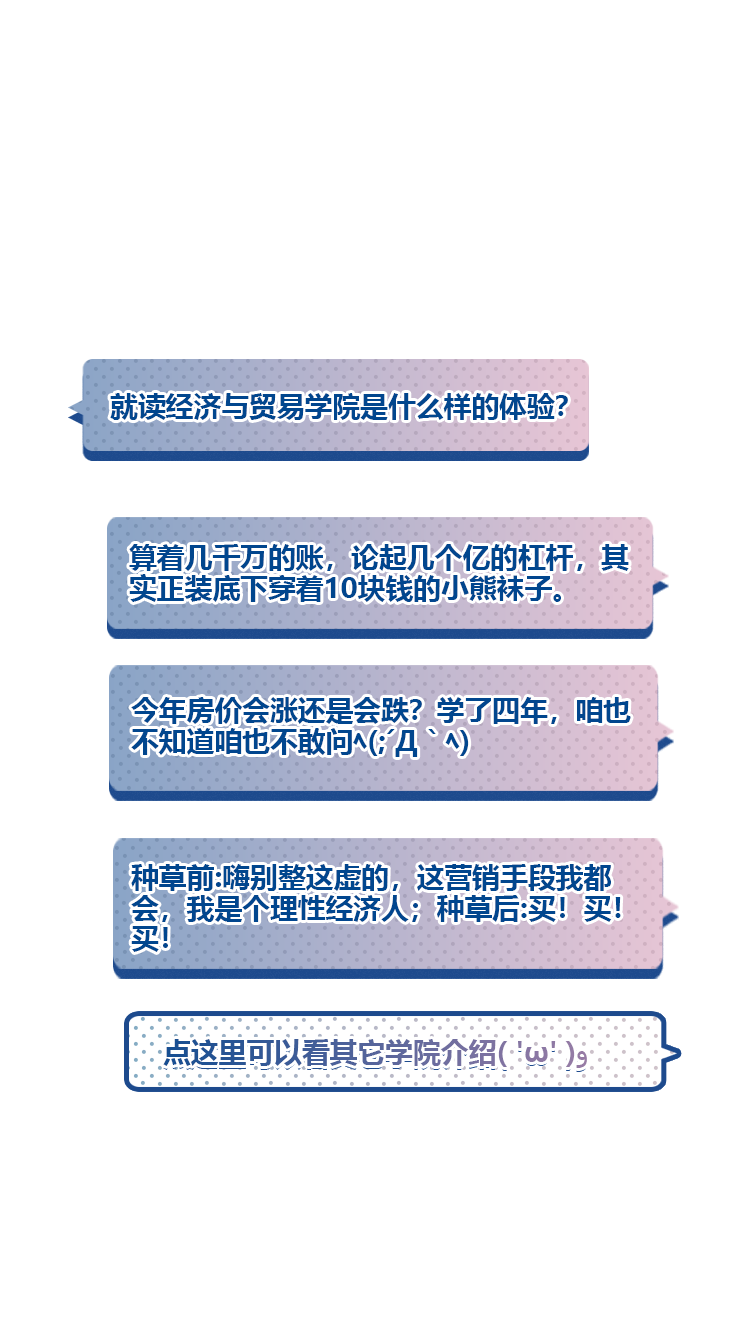 就读经济与贸易学院是什么样的体验？
算着几千万的账，论起几个亿的杠杆，其
实正装底下穿着10块钱的小熊袜子。
今年房价会涨还是会跌？学了四年，咱也
不知道咱也不敢问^(;´Д｀^)
种草前:嗨别整这虚的，这营销手段我都
会，我是个理性经济人；种草后:买！买！
买！
点这里可以看其它学院介绍( 'ω' )و